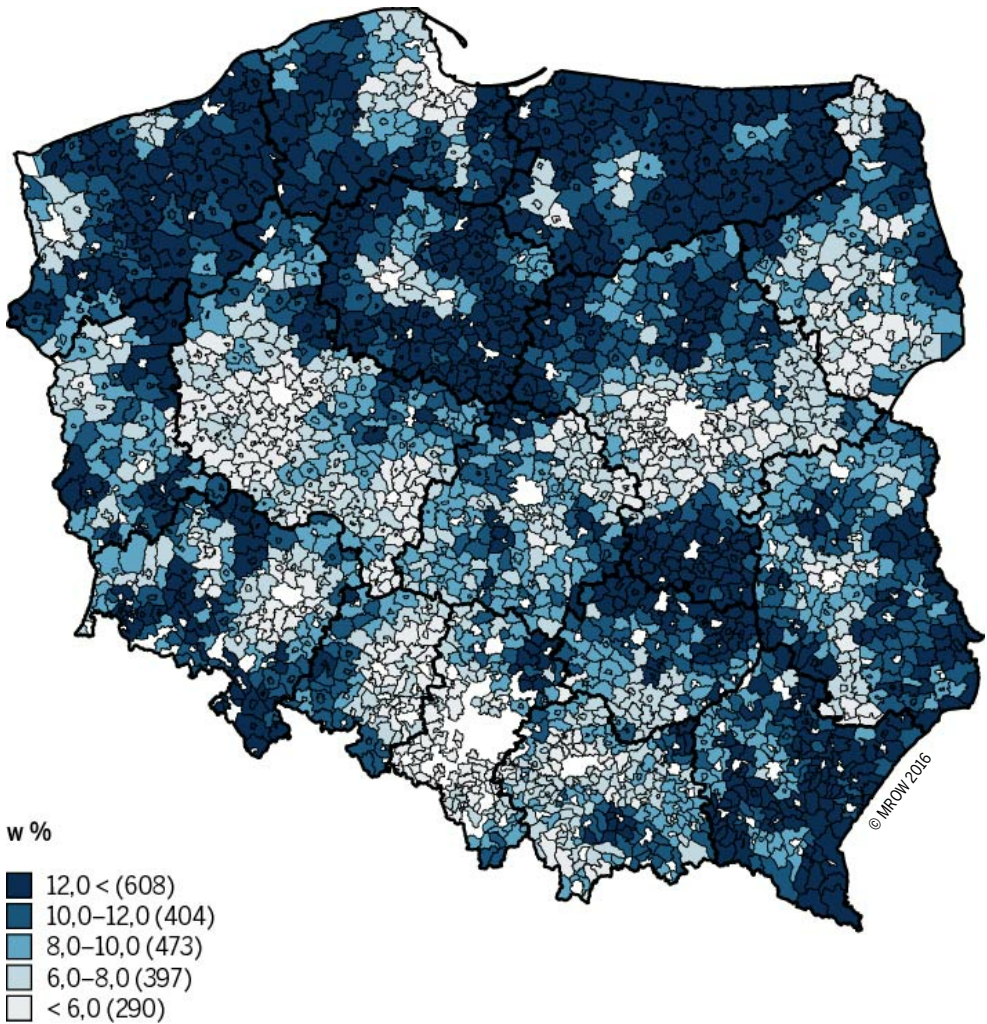 © MROW 2016
w %
12,0 < (608)
10,0–12,0 (404)
8,0–10,0 (473)
6,0–8,0 (397)
< 6,0 (290)